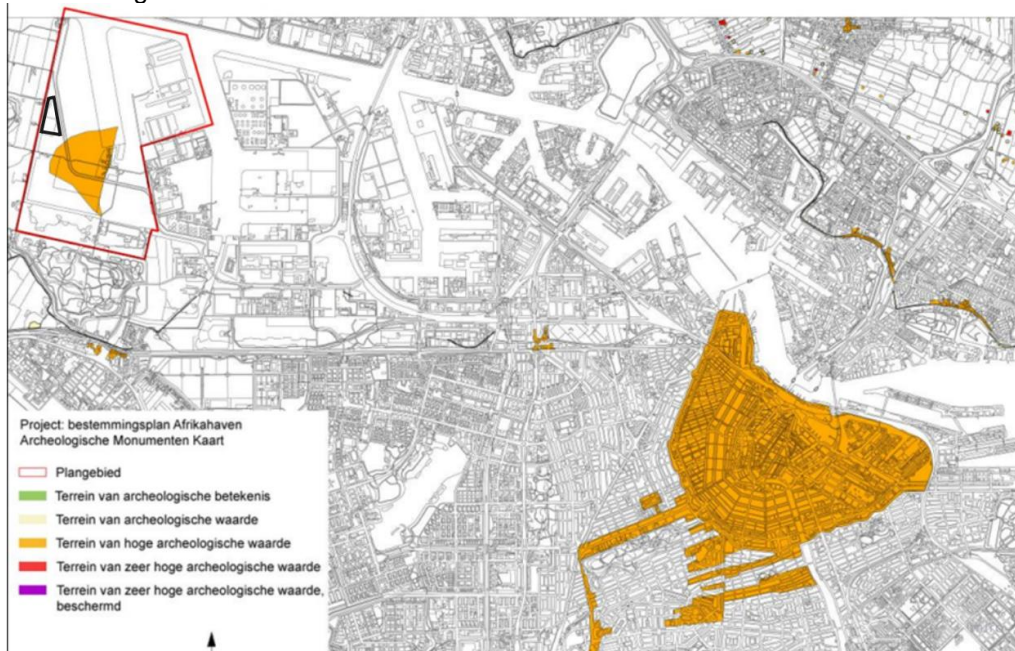 Project: bestemmingsplan Afrikahaven
Archeologische Monumenten Kaart
Plangebied
Terrein van archeologische betekenis
Terrein van archeologische waarde
Terrein van hoge archeologische waarde
Terrein van zeer hoge archeologische waarde
Terrein van zeer hoge archeologische waarde,
beschermd